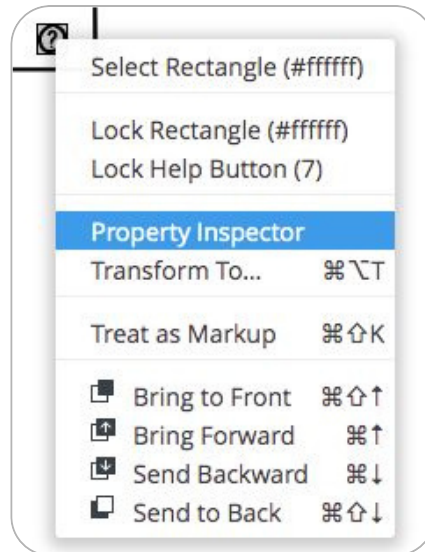 ?
Select Rectangle (#ffffff)
Lock Rectangle (#ffffff)
Lock Help Button (7)
Property Inspector
Transform To... ⌘⌥T
Treat as Markup ⌘⇧K
Bring to Front ⌘⇧↑
Bring Forward ⌘↑
Send Backward ⌘↓
Send to Back ⌘⇧↓